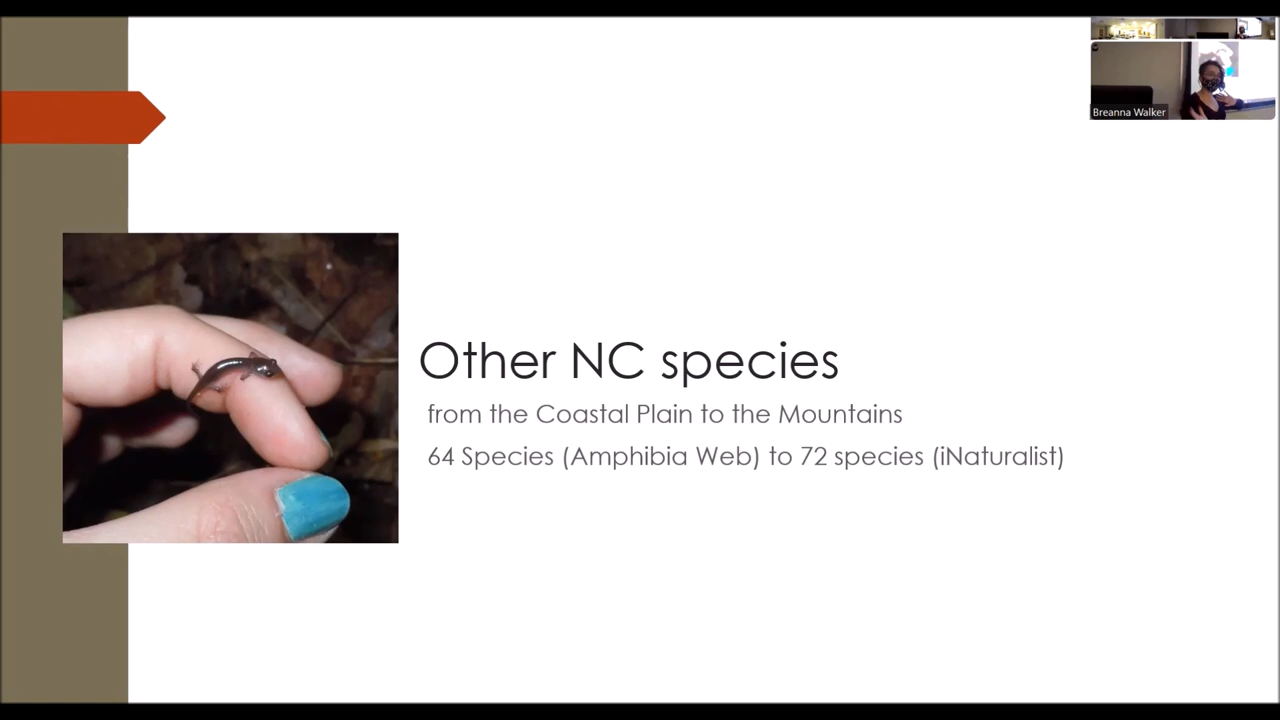 Breanna Walker
Other NC species
from the Coastal Plain to the Mountains
64 Species (Amphibia Web) to 72 species (iNaturalist)